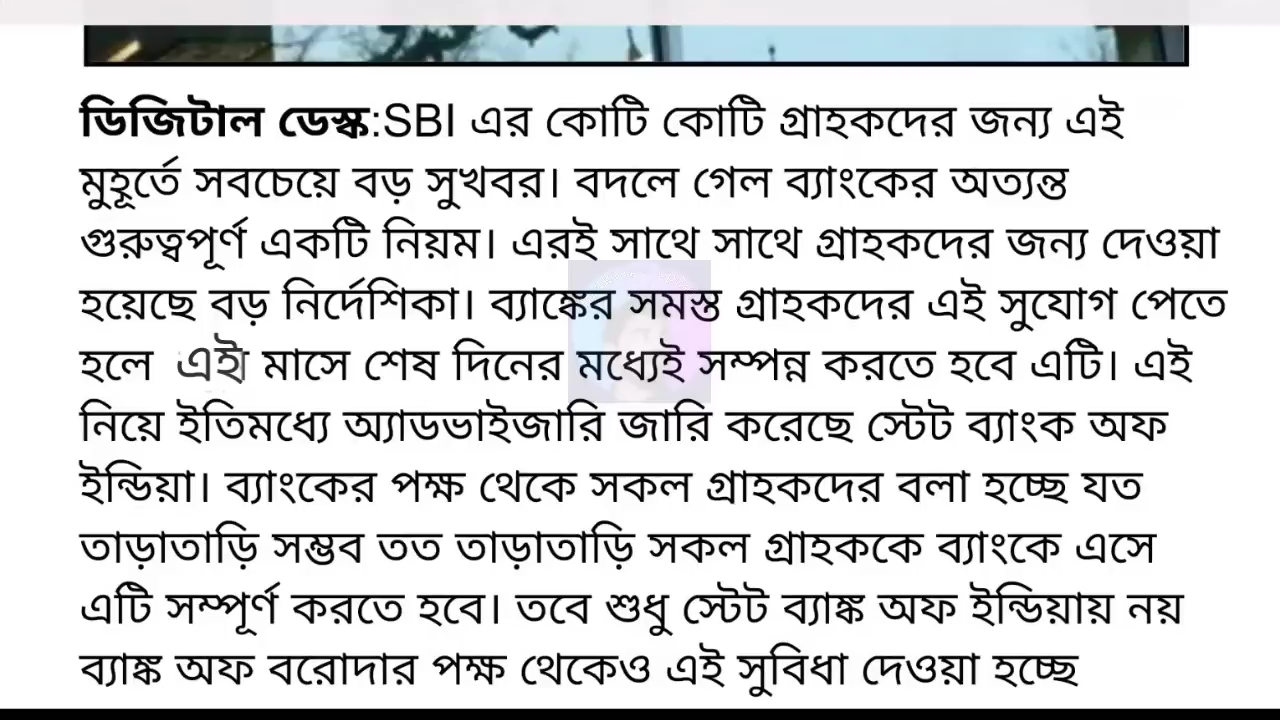 ডিজিটাল ডেস্ক:SBI এর কোটি কোটি গ্রাহকদের জন্য এই
মুহূর্তে সবচেয়ে বড় সুখবর। বদলে গেল ব্যাংকের অত্যন্ত
গুরুত্বপূর্ণ একটি নিয়ম। এরই সাথে সাথে গ্রাহকদের জন্য দেওয়া
হয়েছে বড় নির্দেশিকা। ব্যাঙ্কের সমস্ত গ্রাহকদের এই সুযোগ পেতে
হলে এই মাসে শেষ দিনের মধ্যেই সম্পন্ন করতে হবে এটি। এই
নিয়ে ইতিমধ্যে অ্যাডভাইজারি জারি করেছে স্টেট ব্যাংক অফ
ইন্ডিয়া। ব্যাংকের পক্ষ থেকে সকল গ্রাহকদের বলা হচ্ছে যত
তাড়াতাড়ি সম্ভব তত তাড়াতাড়ি সকল গ্রাহককে ব্যাংকে এসে
এটি সম্পূর্ণ করতে হবে। তবে শুধু স্টেট ব্যাঙ্ক অফ ইন্ডিয়ায় নয়
ব্যাঙ্ক অফ বরোদার পক্ষ থেকেও এই সুবিধা দেওয়া হচ্ছে